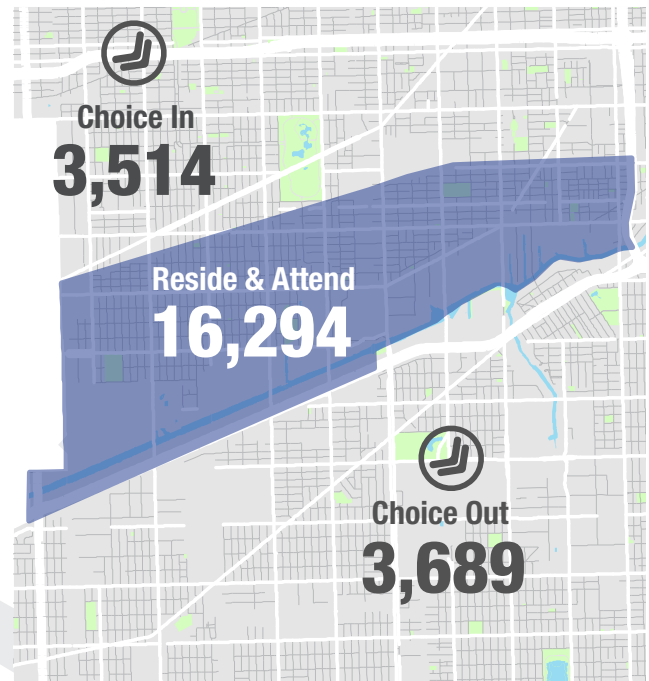 Choice In
3,514
Reside & Attend
16,294
Choice Out
3,689